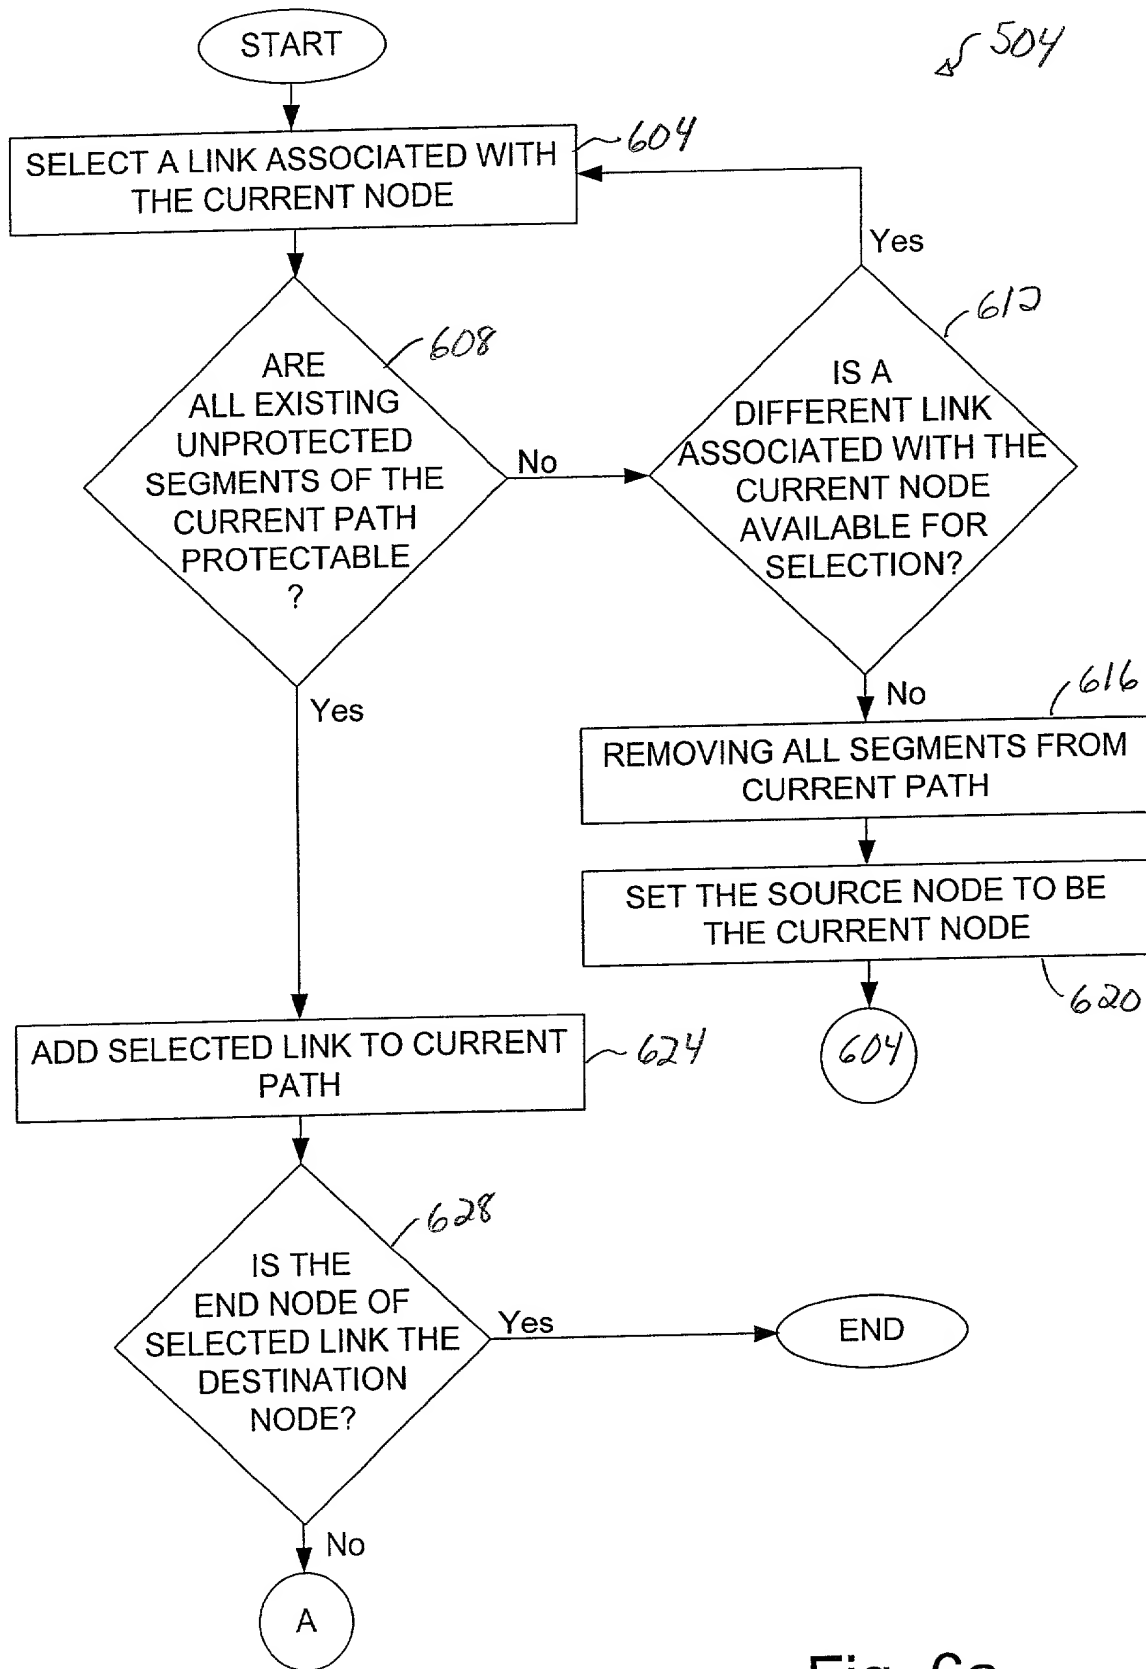 START
504
604
SELECT A LINK ASSOCIATED WITH
THE CURRENT NODE
Yes
612
608
ARE
ALL EXISTING
UNPROTECTED
SEGMENTS OF THE
CURRENT PATH
PROTECTABLE
?
No
IS A
DIFFERENT LINK
ASSOCIATED WITH THE
CURRENT NODE
AVAILABLE FOR
SELECTION?
Yes
No
616
REMOVING ALL SEGMENTS FROM
CURRENT PATH
SET THE SOURCE NODE TO BE
THE CURRENT NODE
620
604
ADD SELECTED LINK TO CURRENT
PATH
624
628
IS THE
END NODE OF
SELECTED LINK THE
DESTINATION
NODE?
Yes
END
No
A
Fig. 6a